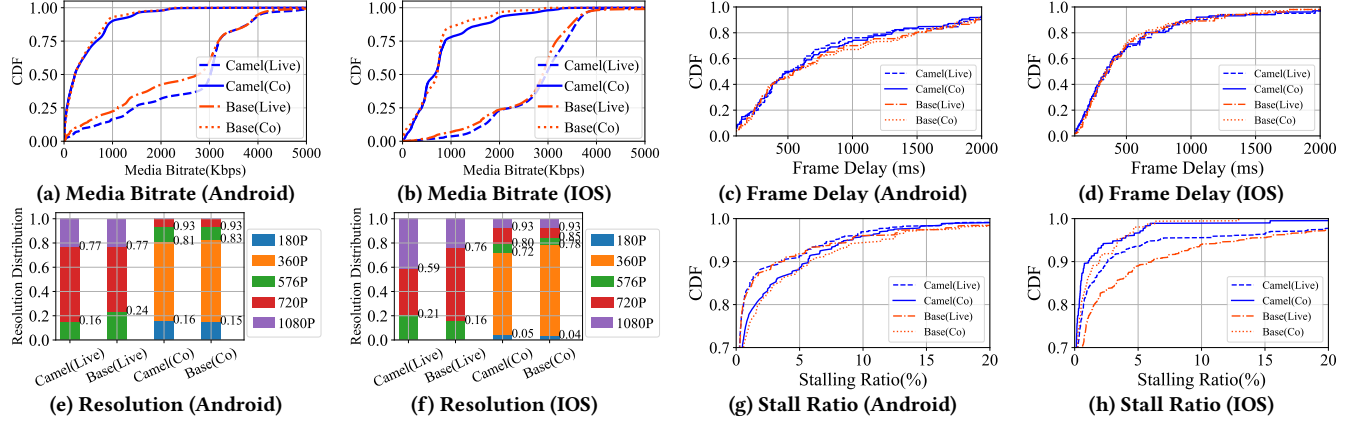 CDF
1.00
0.75
0.50
0.25
0.00
0 1000 2000 3000 4000 5000
Media Bitrate(Kbps)
Camel(Live)
Camel(Co)
Base(Live)
Base(Co)
(a) Media Bitrate (Android)
CDF
1.00
0.75
0.50
0.25
0.00
0 1000 2000 3000 4000 5000
Media Bitrate(Kbps)
Camel(Live)
Camel(Co)
Base(Live)
Base(Co)
(b) Media Bitrate (IOS)
CDF
1.0
0.8
0.6
0.4
0.2
0.0
500 1000 1500 2000
Frame Delay (ms)
Camel(Live)
Camel(Co)
Base(Live)
Base(Co)
(c) Frame Delay (Android)
CDF
1.0
0.8
0.6
0.4
0.2
0.0
500 1000 1500 2000
Frame Delay (ms)
Camel(Live)
Camel(Co)
Base(Live)
Base(Co)
(d) Frame Delay (IOS)
Resolution Distribution
1.0
0.8
0.6
0.4
0.2
0.0
0.77
0.16
0.77
0.24
0.93
0.81
0.16
0.93
0.83
0.15
Camel(Live)
Base(Live)
Camel(Co)
Base(Co)
180P
360P
576P
720P
1080P
(e) Resolution (Android)
Resolution Distribution
1.0
0.8
0.6
0.4
0.2
0.0
0.59
0.21
0.76
0.16
0.93
0.80
0.72
0.05
0.93
0.85
0.78
0.04
Camel(Live)
Base(Live)
Camel(Co)
Base(Co)
180P
360P
576P
720P
1080P
(f) Resolution (IOS)
CDF
1.0
0.9
0.8
0.7
0 5 10 15 20
Stalling Ratio(%)
Camel(Live)
Camel(Co)
Base(Live)
Base(Co)
(g) Stall Ratio (Android)
CDF
1.0
0.9
0.8
0.7
0 5 10 15 20
Stalling Ratio(%)
Camel(Live)
Camel(Co)
Base(Live)
Base(Co)
(h) Stall Ratio (IOS)